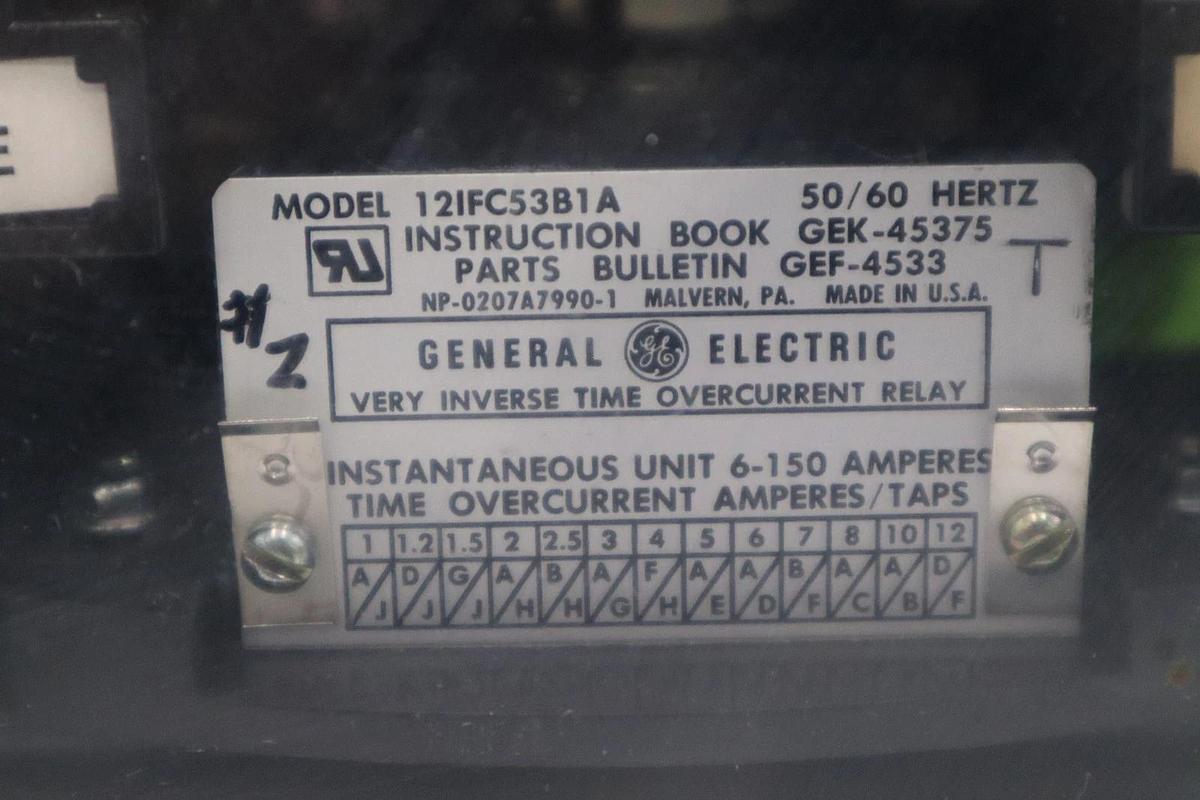 E
MODEL 12IFC53B1A 50/60 HERTZ
INSTRUCTION BOOK GEK-45375
PARTS BULLETIN GEF-4533
T
NP-0207A7990-1 MALVERN, PA. MADE IN U.S.A.
#2
GENERAL GE ELECTRIC
VERY INVERSE TIME OVERCURRENT RELAY
INSTANTANEOUS UNIT 6-150 AMPERES
TIME OVERCURRENT AMPERES/TAPS
1 1.2 1.5 2 2.5 3 4 5 6 7 8 10 12
A/J D/J G/J A/H B/H A/G F/H A/E A/D B/F A/C A/B D/F